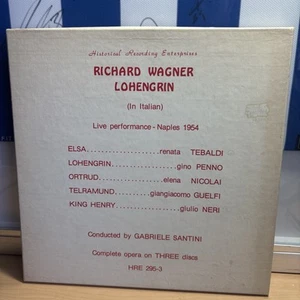 Historical Recording Enterprises
RICHARD WAGNER
LOHENGRIN
(In Italian)
Live performance - Naples 1954
ELSA....................renata TEBALDI
LOHENGRIN..................gino PENNO
ORTRUD...................elena NICOLAI
TELRAMUND..........giangiacomo GUELFI
KING HENRY.................giulio NERI
Conducted by GABRIELE SANTINI
Complete opera on THREE discs
HRE 295-3